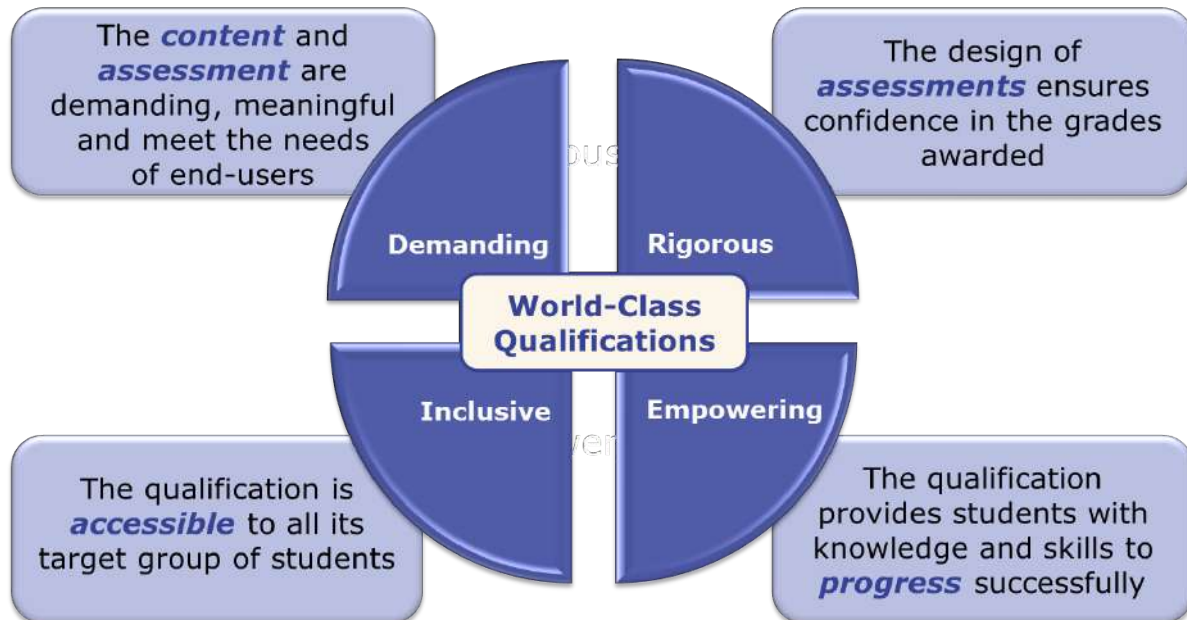 The content and
assessment are
demanding, meaningful
and meet the needs
of end-users
The design of
assessments ensures
confidence in the grades
awarded
Demanding
Rigorous
World-Class
Qualifications
Inclusive
Empowering
The qualification is
accessible to all its
target group of students
The qualification
provides students with
knowledge and skills to
progress successfully